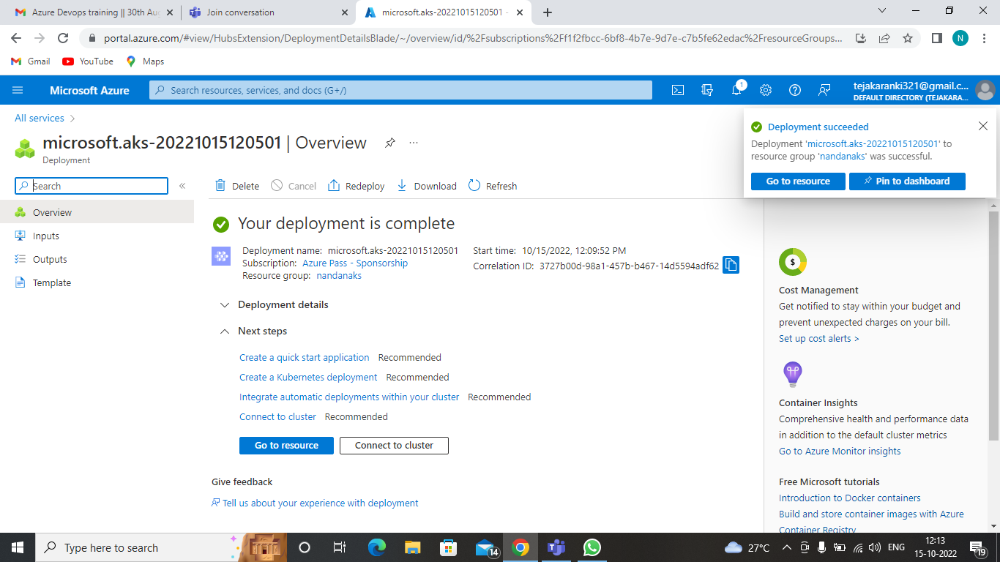 Azure Devops training || 30th Aug
Join conversation
microsoft.aks-20221015120501 -
portal.azure.com/#view/HubsExtension/DeploymentDetailsBlade/~/overview/id/%2Fsubscriptions%2Ff1f2fbcc-6bf8-4b7e-9d7e-c7b5fe62edac%2FresourceGroups...
N
Gmail
YouTube
Maps
Microsoft Azure
Search resources, services, and docs (G+/)
1
tejakaranki321@gmail.c...
DEFAULT DIRECTORY (TEJAKARA...
All services
microsoft.aks-20221015120501 | Overview
Deployment
Deployment succeeded
Deployment 'microsoft.aks-20221015120501' to
resource group 'nandanaks' was successful.
Go to resource
Pin to dashboard
Search
Overview
Inputs
Outputs
Template
Delete
Cancel
Redeploy
Download
Refresh
Your deployment is complete
Deployment name: microsoft.aks-20221015120501
Subscription: Azure Pass - Sponsorship
Resource group: nandanaks
Start time: 10/15/2022, 12:09:52 PM
Correlation ID: 3727b00d-98a1-457b-b467-14d5594adf62
Deployment details
Next steps
Create a quick start application Recommended
Create a Kubernetes deployment Recommended
Integrate automatic deployments within your cluster Recommended
Connect to cluster Recommended
Go to resource
Connect to cluster
Give feedback
Tell us about your experience with deployment
$
Cost Management
Get notified to stay within your budget and
prevent unexpected charges on your bill.
Set up cost alerts >
Container Insights
Comprehensive health and performance data
in addition to the default cluster metrics
Go to Azure Monitor insights
Free Microsoft tutorials
Introduction to Docker containers
Build and store container images with Azure
Container Registry
Type here to search
14
27°C
ENG
12:13
15-10-2022
19